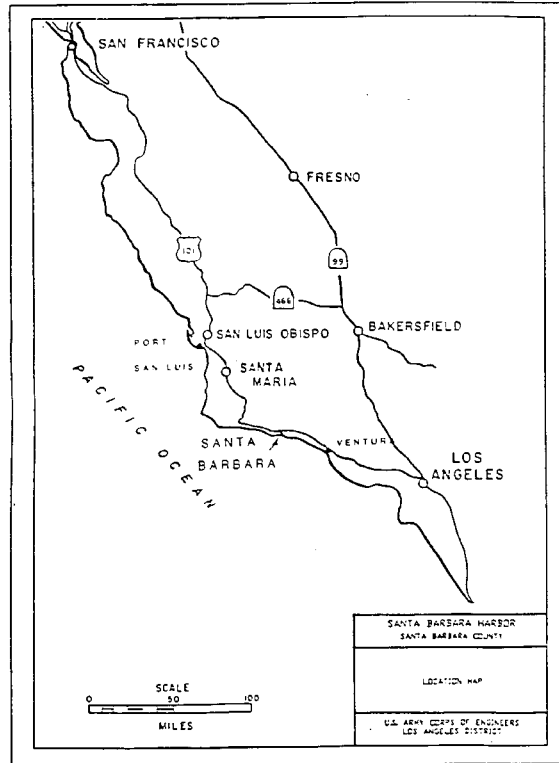 SAN FRANCISCO
FRESNO
101
99
466
BAKERSFIELD
PORT
SAN LUIS
SAN LUIS OBISPO
SANTA
MARIA
PACIFIC OCEAN
SANTA
BARBARA
VENTURA
LOS
ANGELES
SCALE
0 50 100
MILES
SANTA BARBARA HARBOR
SANTA BARBARA COUNTY
LOCATION MAP
U.S. ARMY CORPS OF ENGINEERS
LOS ANGELES DISTRICT